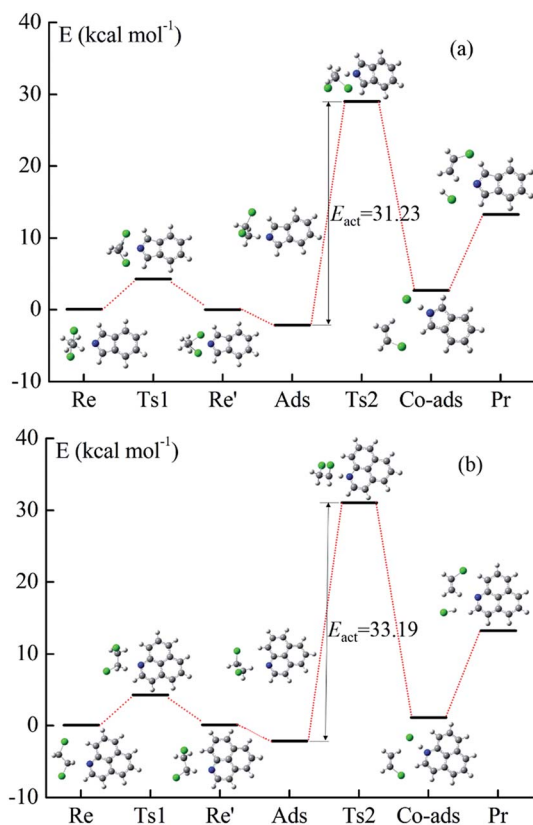 E (kcal mol⁻¹)
(a)
40
30
20
10
0
-10
E_act=31.23
Re Ts1 Re' Ads Ts2 Co-ads Pr
E (kcal mol⁻¹)
(b)
40
30
20
10
0
-10
E_act=33.19
Re Ts1 Re' Ads Ts2 Co-ads Pr